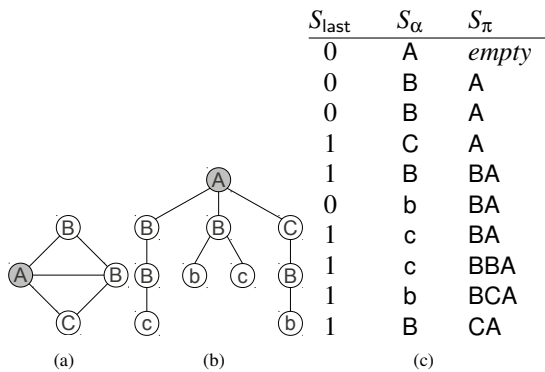 S_last S_α S_π
0 A empty
0 B A
0 B A
1 C A
1 B BA
0 b BA
1 c BA
1 c BBA
1 b BCA
1 B CA
B
A B
C
A
B B C
B b c B
c b
(a) (b) (c)